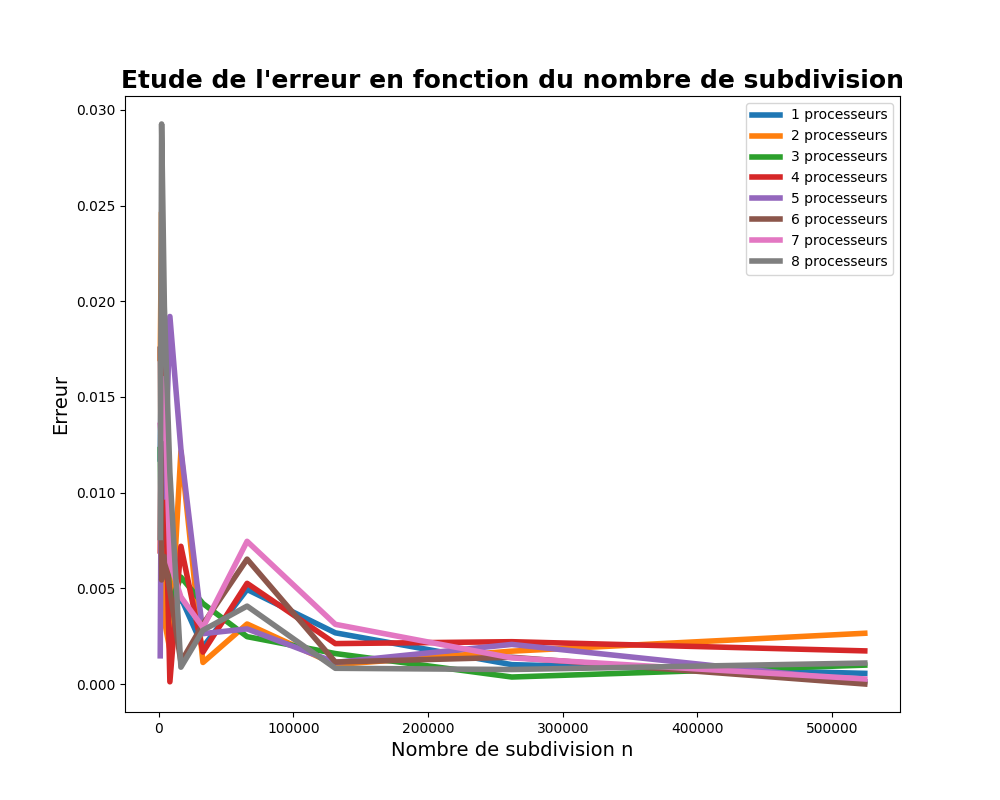 Etude de l'erreur en fonction du nombre de subdivision
0.030
0.025
0.020
0.015
0.010
0.005
0.000
Erreur
1 processeurs
2 processeurs
3 processeurs
4 processeurs
5 processeurs
6 processeurs
7 processeurs
8 processeurs
0 100000 200000 300000 400000 500000
Nombre de subdivision n